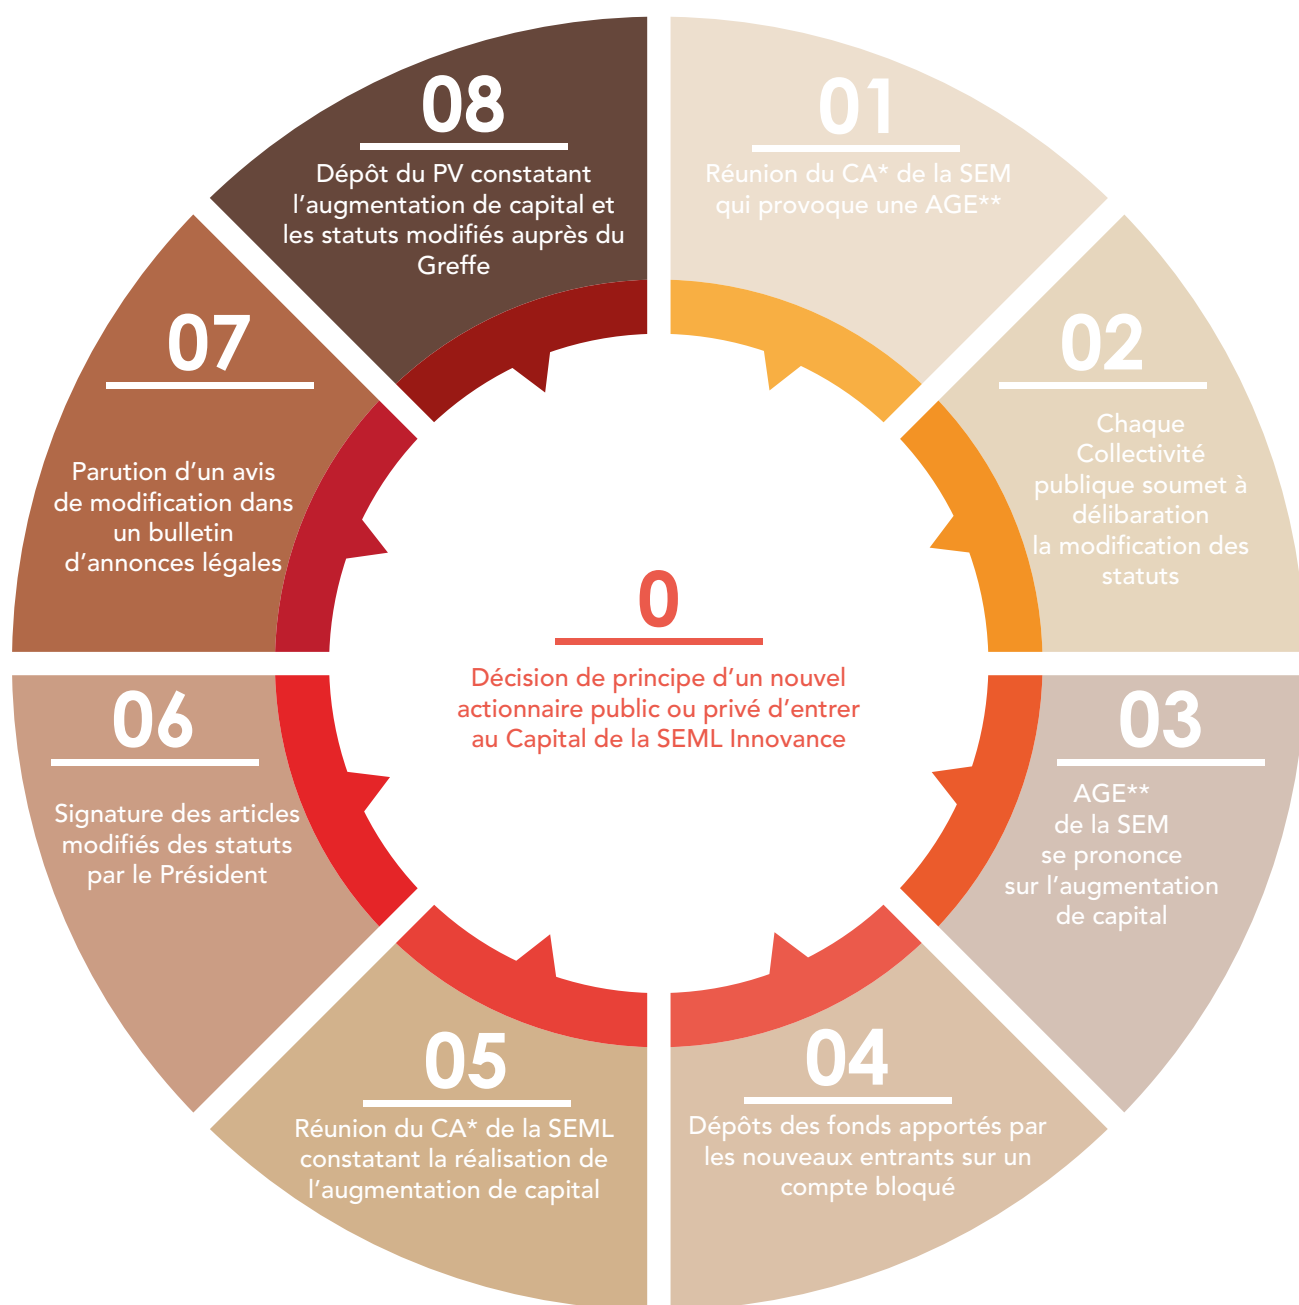 0
Décision de principe d'un nouvel
actionnaire public ou privé d'entrer
au Capital de la SEML Innovance
01
Réunion du CA* de la SEM
qui provoque une AGE**
02
Chaque
Collectivité
publique soumet à
délibaration
la modification des
statuts
03
AGE**
de la SEM
se prononce
sur l'augmentation
de capital
04
Dépôts des fonds apportés par
les nouveaux entrants sur un
compte bloqué
05
Réunion du CA* de la SEML
constatant la réalisation de
l'augmentation de capital
06
Signature des articles
modifiés des statuts
par le Président
07
Parution d'un avis
de modification dans
un bulletin
d'annonces légales
08
Dépôt du PV constatant
l'augmentation de capital et
les statuts modifiés auprès du
Greffe